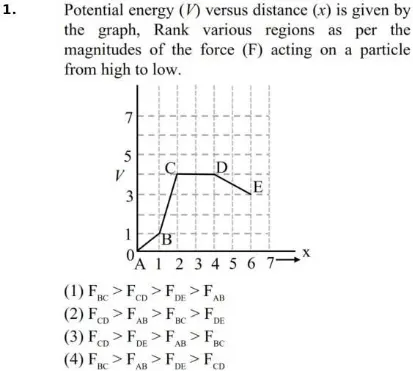 1. Potential energy (V) versus distance (x) is given by
the graph, Rank various regions as per the
magnitudes of the force (F) acting on a particle
from high to low.
7
5
C D
V
3 E
1
B
0
A 1 2 3 4 5 6 7 x
(1) F_BC > F_CD > F_DE > F_AB
(2) F_CD > F_AB > F_BC > F_DE
(3) F_CD > F_DE > F_AB > F_BC
(4) F_BC > F_AB > F_DE > F_CD